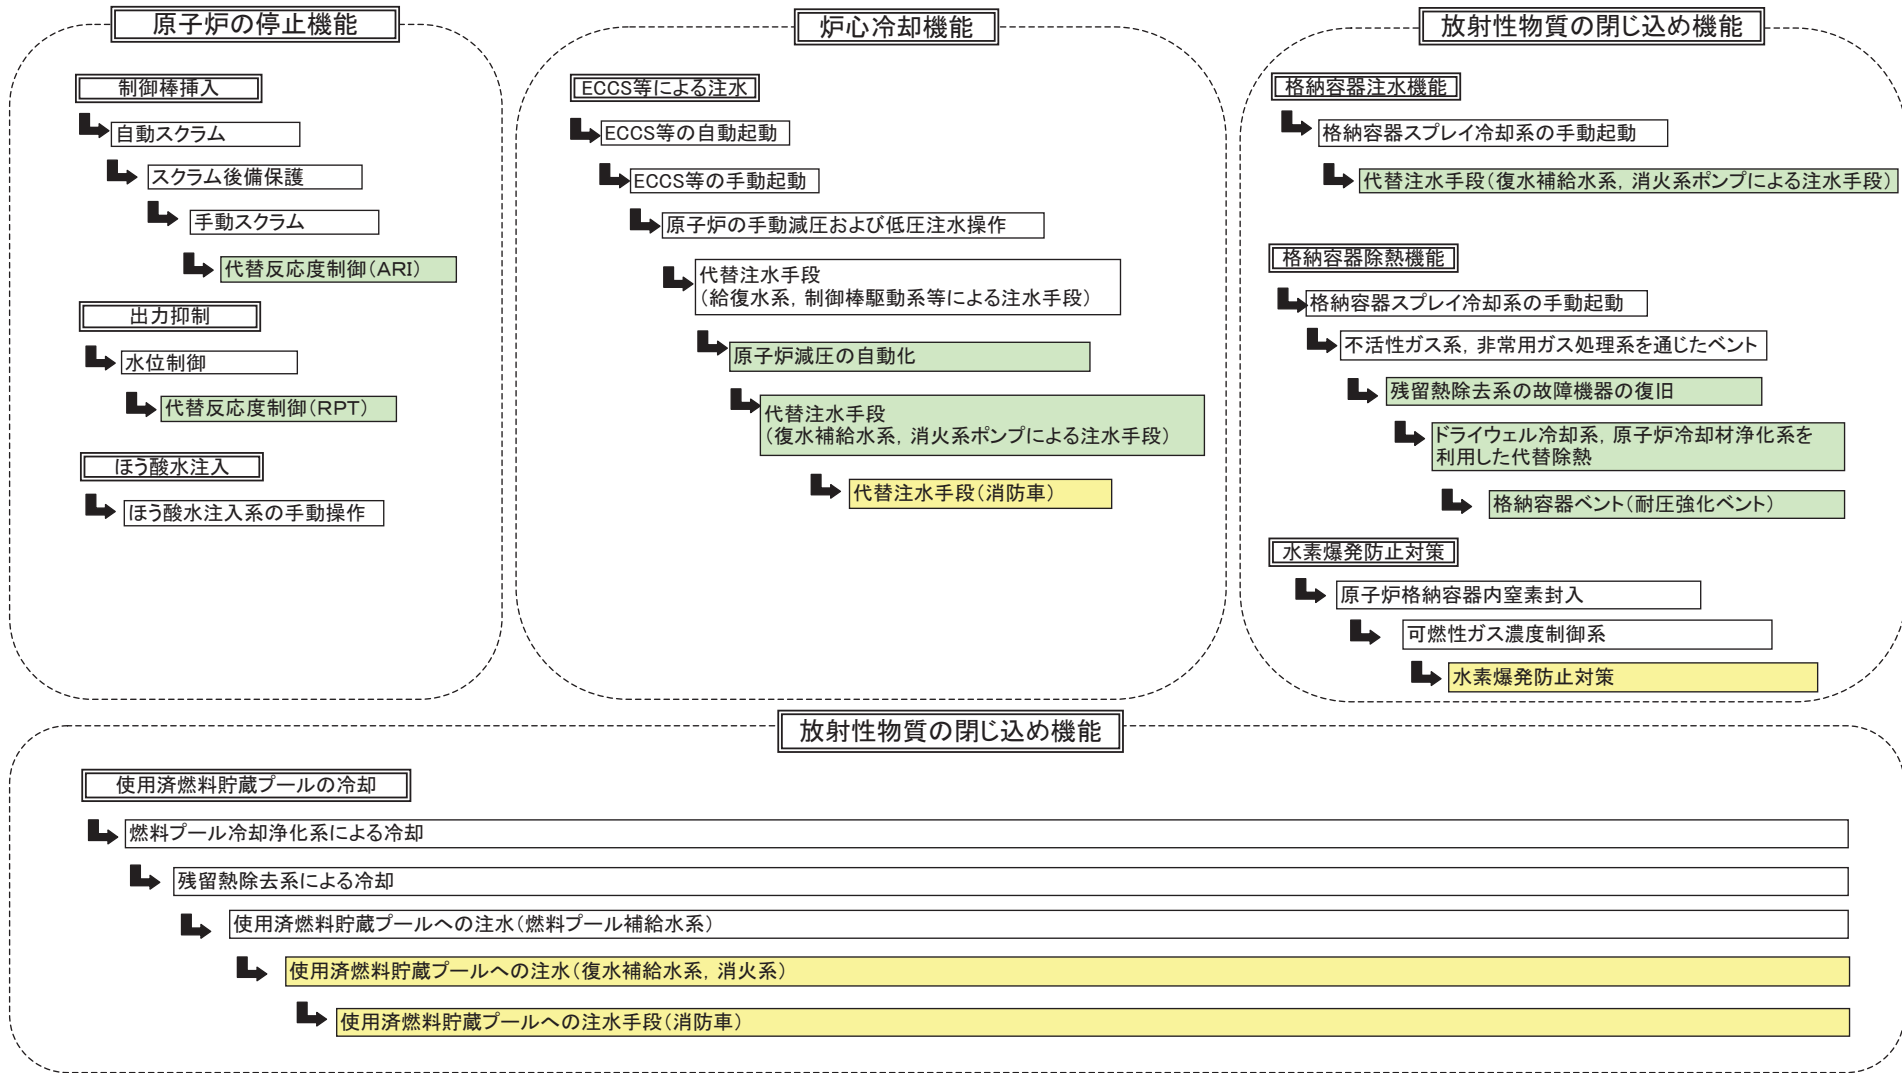 原子炉の停止機能
制御棒挿入
自動スクラム
スクラム後備保護
手動スクラム
代替反応度制御(ARI)
出力抑制
水位制御
代替反応度制御(RPT)
ほう酸水注入
ほう酸水注入系の手動操作
炉心冷却機能
ECCS等による注水
ECCS等の自動起動
ECCS等の手動起動
原子炉の手動減圧および低圧注水操作
代替注水手段
(給復水系,制御棒駆動系等による注水手段)
原子炉減圧の自動化
代替注水手段
(復水補給水系,消火系ポンプによる注水手段)
代替注水手段(消防車)
放射性物質の閉じ込め機能
格納容器注水機能
格納容器スプレイ冷却系の手動起動
代替注水手段(復水補給水系,消火系ポンプによる注水手段)
格納容器除熱機能
格納容器スプレイ冷却系の手動起動
不活性ガス系,非常用ガス処理系を通じたベント
残留熱除去系の故障機器の復旧
ドライウェル冷却系,原子炉冷却材浄化系を
利用した代替除熱
格納容器ベント(耐圧強化ベント)
水素爆発防止対策
原子炉格納容器内窒素封入
可燃性ガス濃度制御系
水素爆発防止対策
放射性物質の閉じ込め機能
使用済燃料貯蔵プールの冷却
燃料プール冷却浄化系による冷却
残留熱除去系による冷却
使用済燃料貯蔵プールへの注水(燃料プール補給水系)
使用済燃料貯蔵プールへの注水(復水補給水系,消火系)
使用済燃料貯蔵プールへの注水手段(消防車)